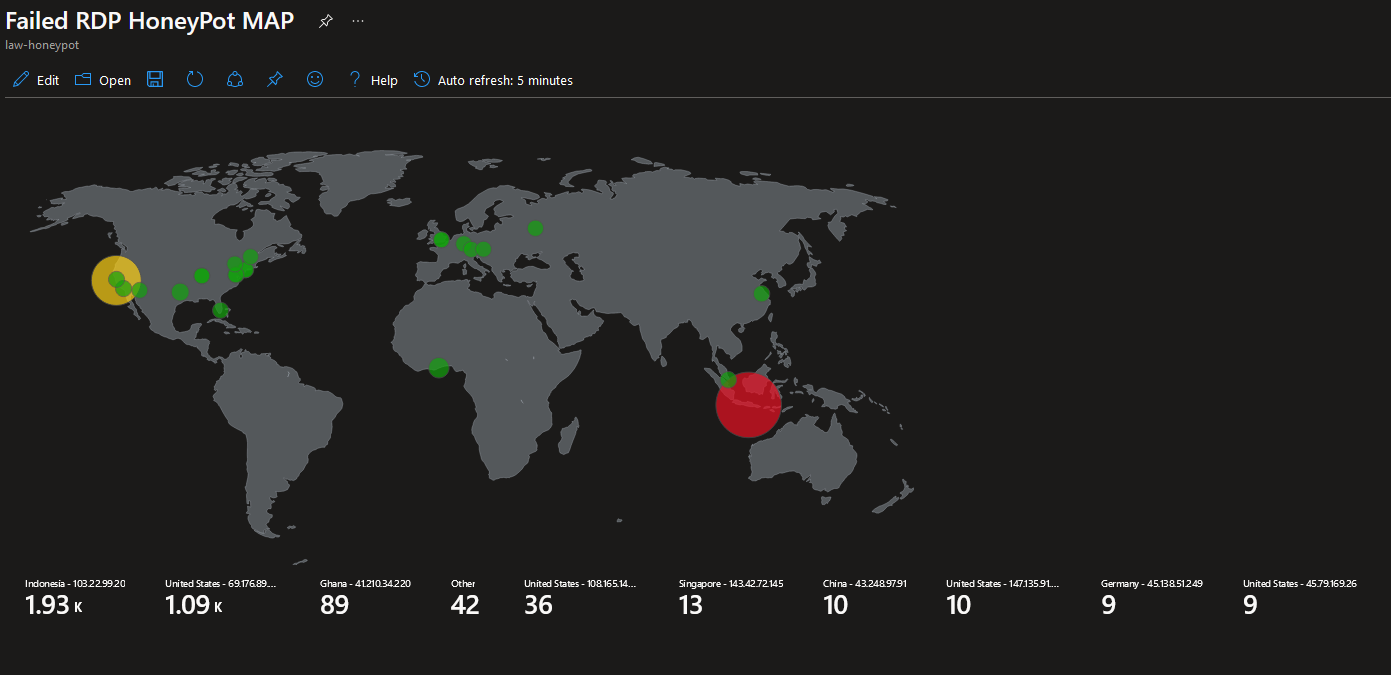 Failed RDP HoneyPot MAP ...
law-honeypot
Edit Open Help Auto refresh: 5 minutes
Indonesia - 103.22.99.20 United States - 69.176.89.... Ghana - 41.210.34.220 Other United States - 108.165.14... Singapore - 143.42.72.145 China - 43.248.97.91 United States - 147.135.91.... Germany - 45.138.51.249 United States - 45.79.169.26
1.93 K 1.09 K 89 42 36 13 10 10 9 9